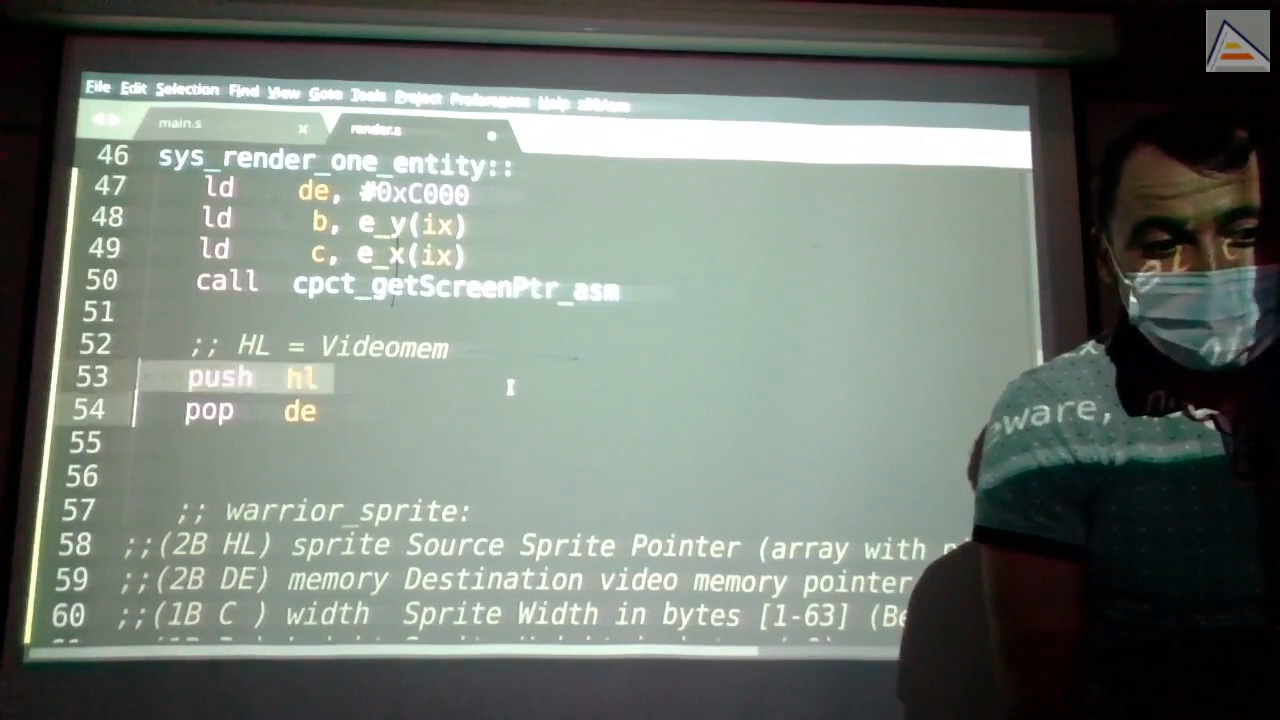 File Edit Selection Find View Goto Tools Project Preferences Help
main.s x render.s
46 sys_render_one_entity::
47 ld de, #0xC000
48 ld b, e_y(ix)
49 ld c, e_x(ix)
50 call cpct_getScreenPtr_asm
51
52 ;; HL = Videomem
53 push hl
54 pop de
55
56
57 ;; warrior_sprite:
58 ;;(2B HL) sprite Source Sprite Pointer (array with
59 ;;(2B DE) memory Destination video memory pointer
60 ;;(1B C ) width Sprite Width in bytes [1-63] (Be